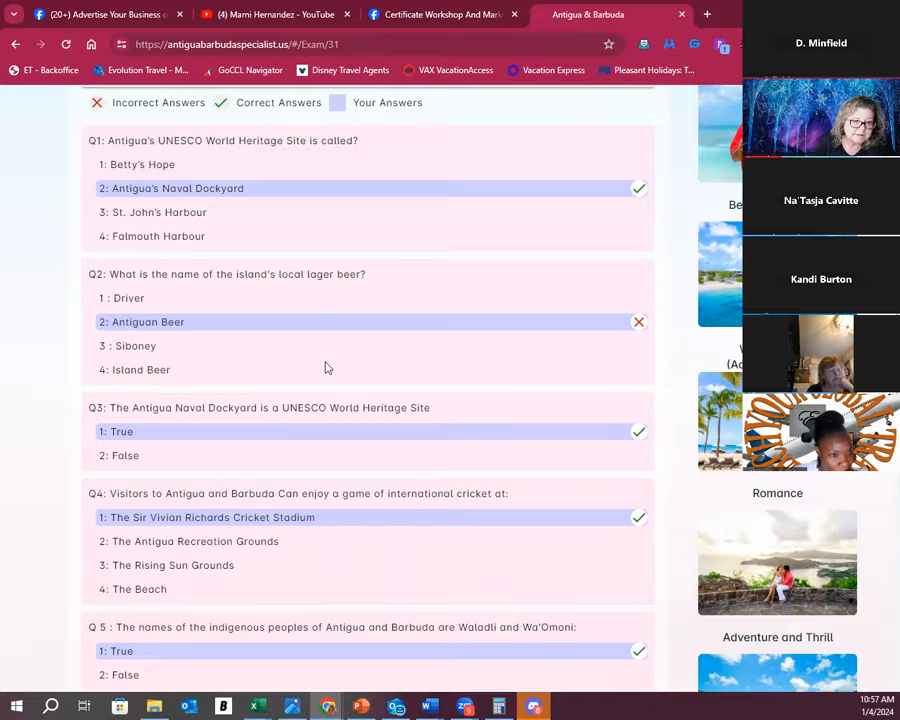 (20+) Advertise Your Business o
(4) Marni Hernandez - YouTube
Certificate Workshop And Mark
Antigua & Barbuda
https://antiguabarbudaspecialist.us/#/Exam/31
ET - Backoffice
Evolution Travel - M...
GoCCL Navigator
Disney Travel Agents
VAX VacationAccess
Vacation Express
Pleasant Holidays: T...
Incorrect Answers
Correct Answers
Your Answers
Q1: Antigua's UNESCO World Heritage Site is called?
1: Betty's Hope
2: Antigua's Naval Dockyard
3: St. John's Harbour
4: Falmouth Harbour
Q2: What is the name of the island's local lager beer?
1 : Driver
2: Antiguan Beer
3 : Siboney
4: Island Beer
Q3: The Antigua Naval Dockyard is a UNESCO World Heritage Site
1: True
2: False
Q4: Visitors to Antigua and Barbuda Can enjoy a game of international cricket at:
1: The Sir Vivian Richards Cricket Stadium
2: The Antigua Recreation Grounds
3: The Rising Sun Grounds
4: The Beach
Q 5 : The names of the indigenous peoples of Antigua and Barbuda are Waladli and Wa'Omoni:
1: True
2: False
Be
W
(Ac
Romance
Adventure and Thrill
D. Minfield
Na'Tasja Cavitte
Kandi Burton
10:57 AM
1/4/2024